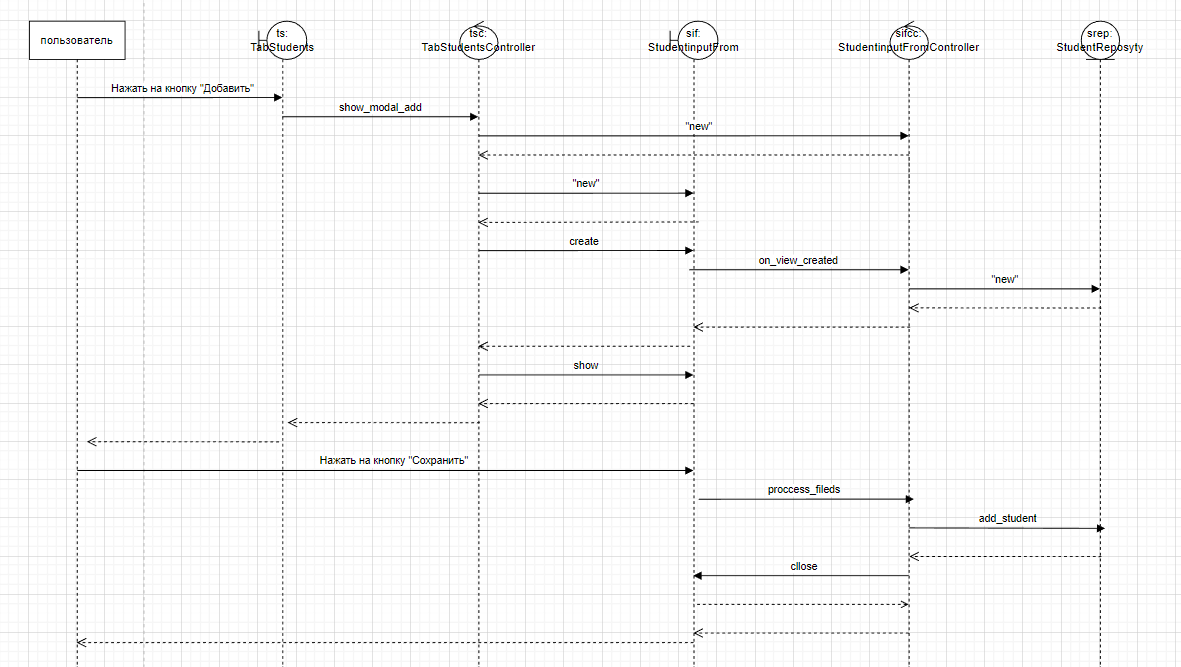 пользователь
ts:
TabStudents
tsc:
TabStudentsController
sif:
StudentinputFrom
sifcc:
StudentinputFromController
srep:
StudentReposyty
Нажать на кнопку "Добавить"
show_modal_add
"new"
"new"
create
on_view_created
"new"
show
Нажать на кнопку "Сохранить"
proccess_fileds
add_student
cllose